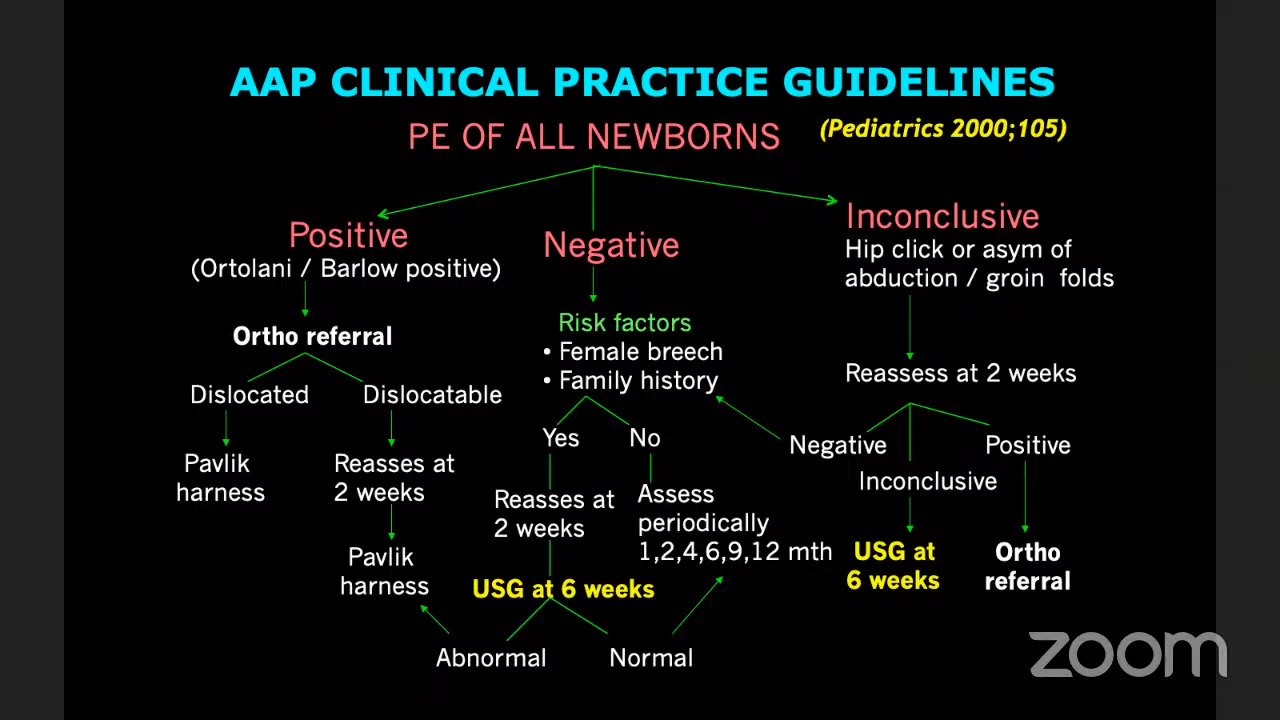 AAP CLINICAL PRACTICE GUIDELINES
PE OF ALL NEWBORNS
(Pediatrics 2000;105)
Positive
(Ortolani / Barlow positive)
Ortho referral
Dislocated
Dislocatable
Pavlik
harness
Reasses at
2 weeks
Pavlik
harness
Negative
Risk factors
• Female breech
• Family history
Yes
No
Reasses at
2 weeks
Assess
periodically
1,2,4,6,9,12 mth
USG at 6 weeks
Abnormal
Normal
Inconclusive
Hip click or asym of
abduction / groin folds
Reassess at 2 weeks
Negative
Positive
Inconclusive
USG at
6 weeks
Ortho
referral
zoom